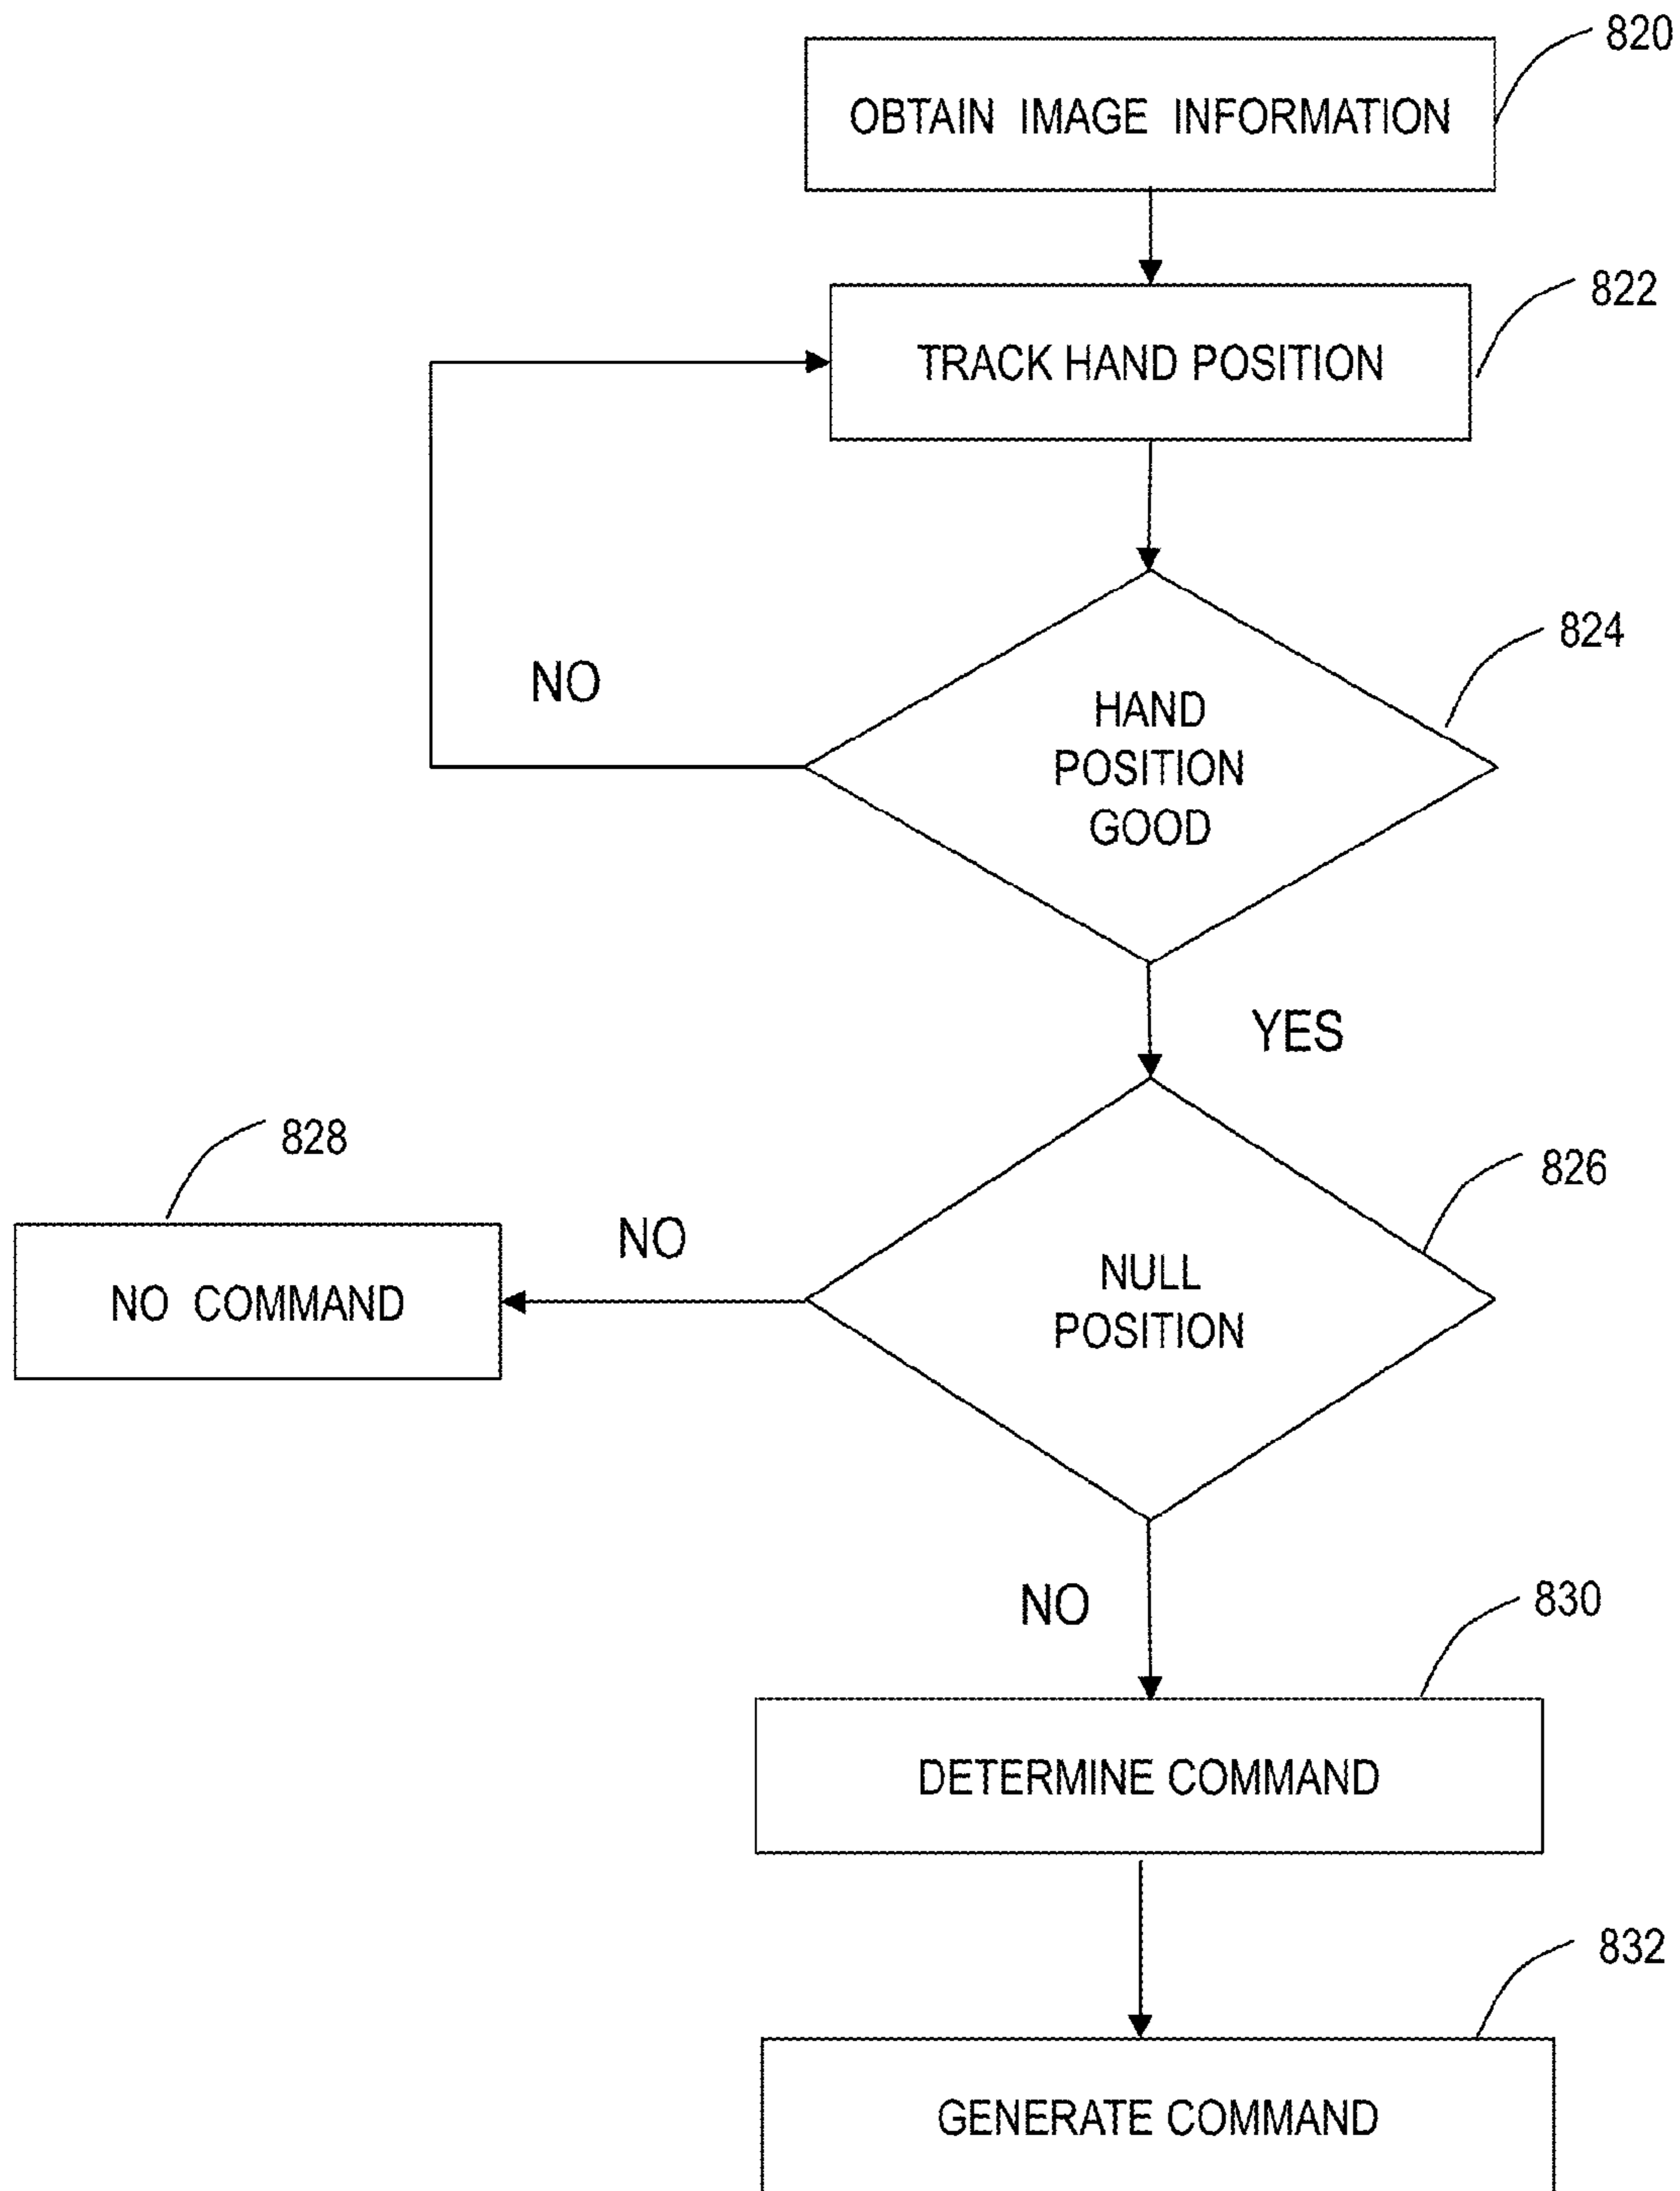 820
OBTAIN IMAGE INFORMATION
822
TRACK HAND POSITION
824
NO
HAND
POSITION
GOOD
YES
828
826
NO COMMAND
NO
NULL
POSITION
NO
830
DETERMINE COMMAND
832
GENERATE COMMAND